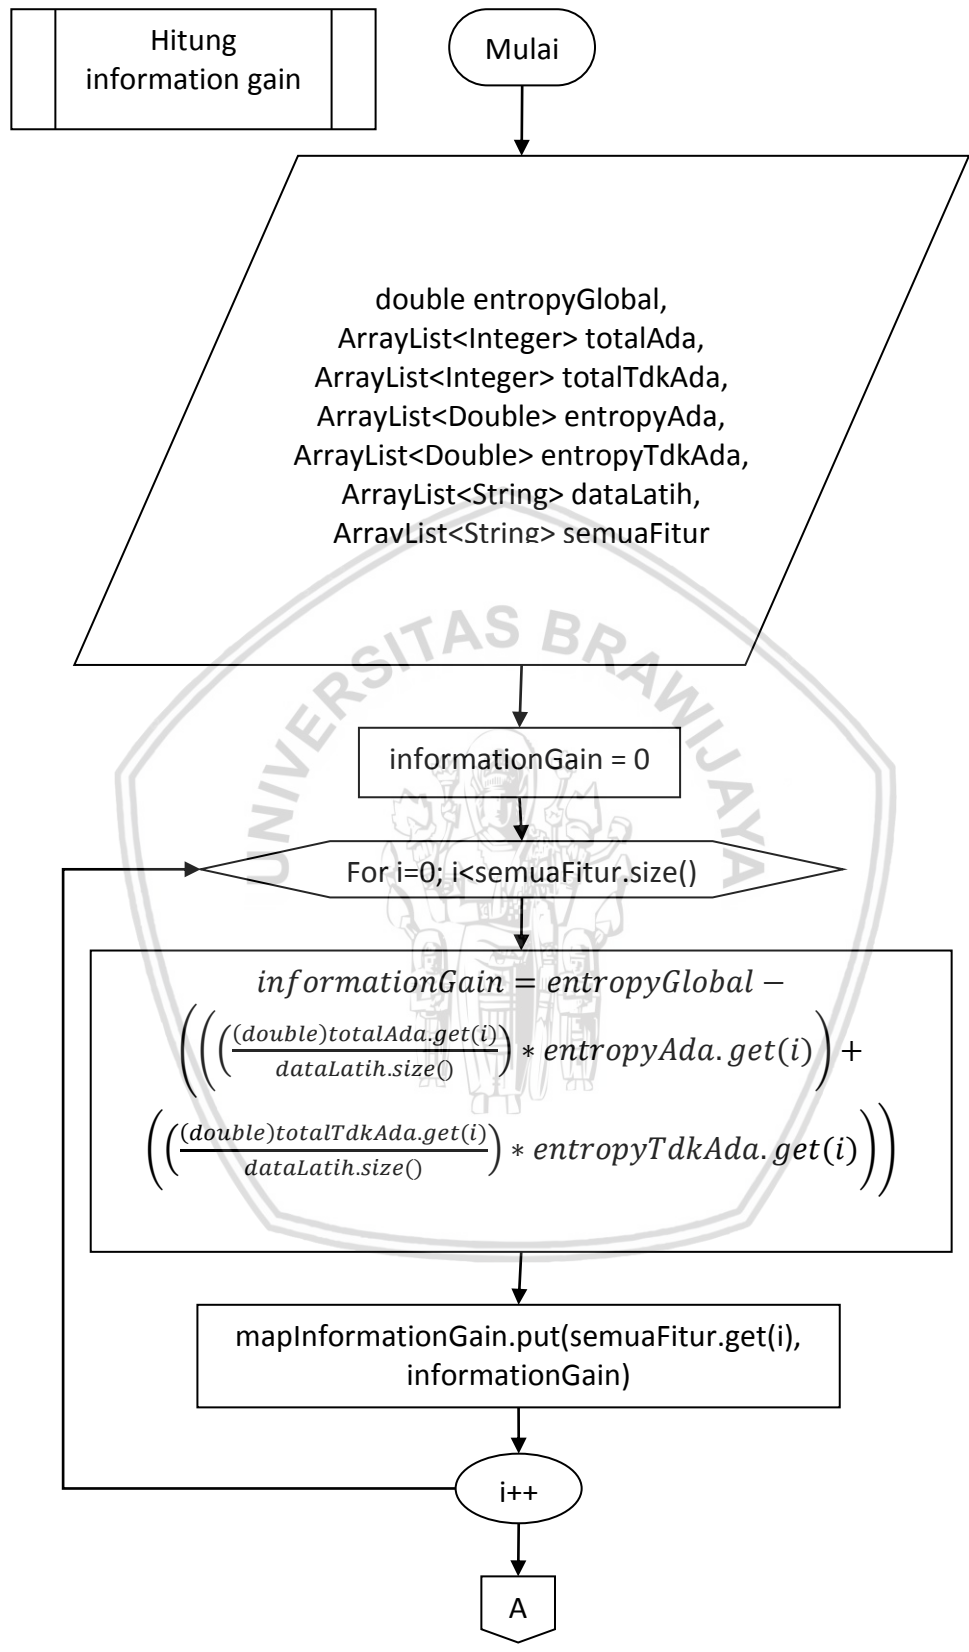 Hitung
information gain
Mulai
double entropyGlobal,
ArrayList<Integer> totalAda,
ArrayList<Integer> totalTdkAda,
ArrayList<Double> entropyAda,
ArrayList<Double> entropyTdkAda,
ArrayList<String> dataLatih,
ArrayList<String> semuaFitur
UNIVERSITAS BRAWIJAYA
informationGain = 0
For i=0; i<semuaFitur.size()
informationGain = entropyGlobal −
((((double)totalAda.get(i)/dataLatih.size()) * entropyAda.get(i)) +
(((double)totalTdkAda.get(i)/dataLatih.size()) * entropyTdkAda.get(i)))
mapInformationGain.put(semuaFitur.get(i),
informationGain)
i++
A